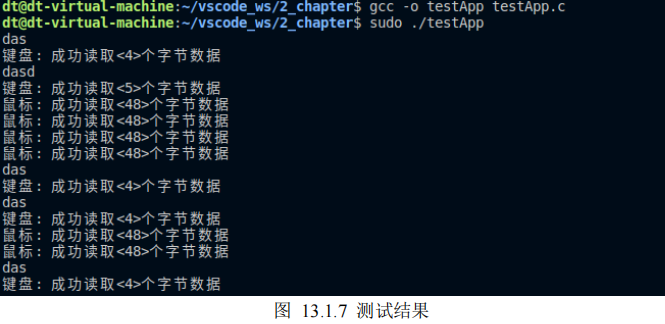 dt@dt-virtual-machine:~/vscode_ws/2_chapter$ gcc -o testApp testApp.c
dt@dt-virtual-machine:~/vscode_ws/2_chapter$ sudo ./testApp
das
键盘: 成功读取<4>个字节数据
dasd
键盘: 成功读取<5>个字节数据
鼠标: 成功读取<48>个字节数据
鼠标: 成功读取<48>个字节数据
鼠标: 成功读取<48>个字节数据
鼠标: 成功读取<48>个字节数据
das
键盘: 成功读取<4>个字节数据
das
键盘: 成功读取<4>个字节数据
鼠标: 成功读取<48>个字节数据
鼠标: 成功读取<48>个字节数据
das
键盘: 成功读取<4>个字节数据
图 13.1.7 测试结果